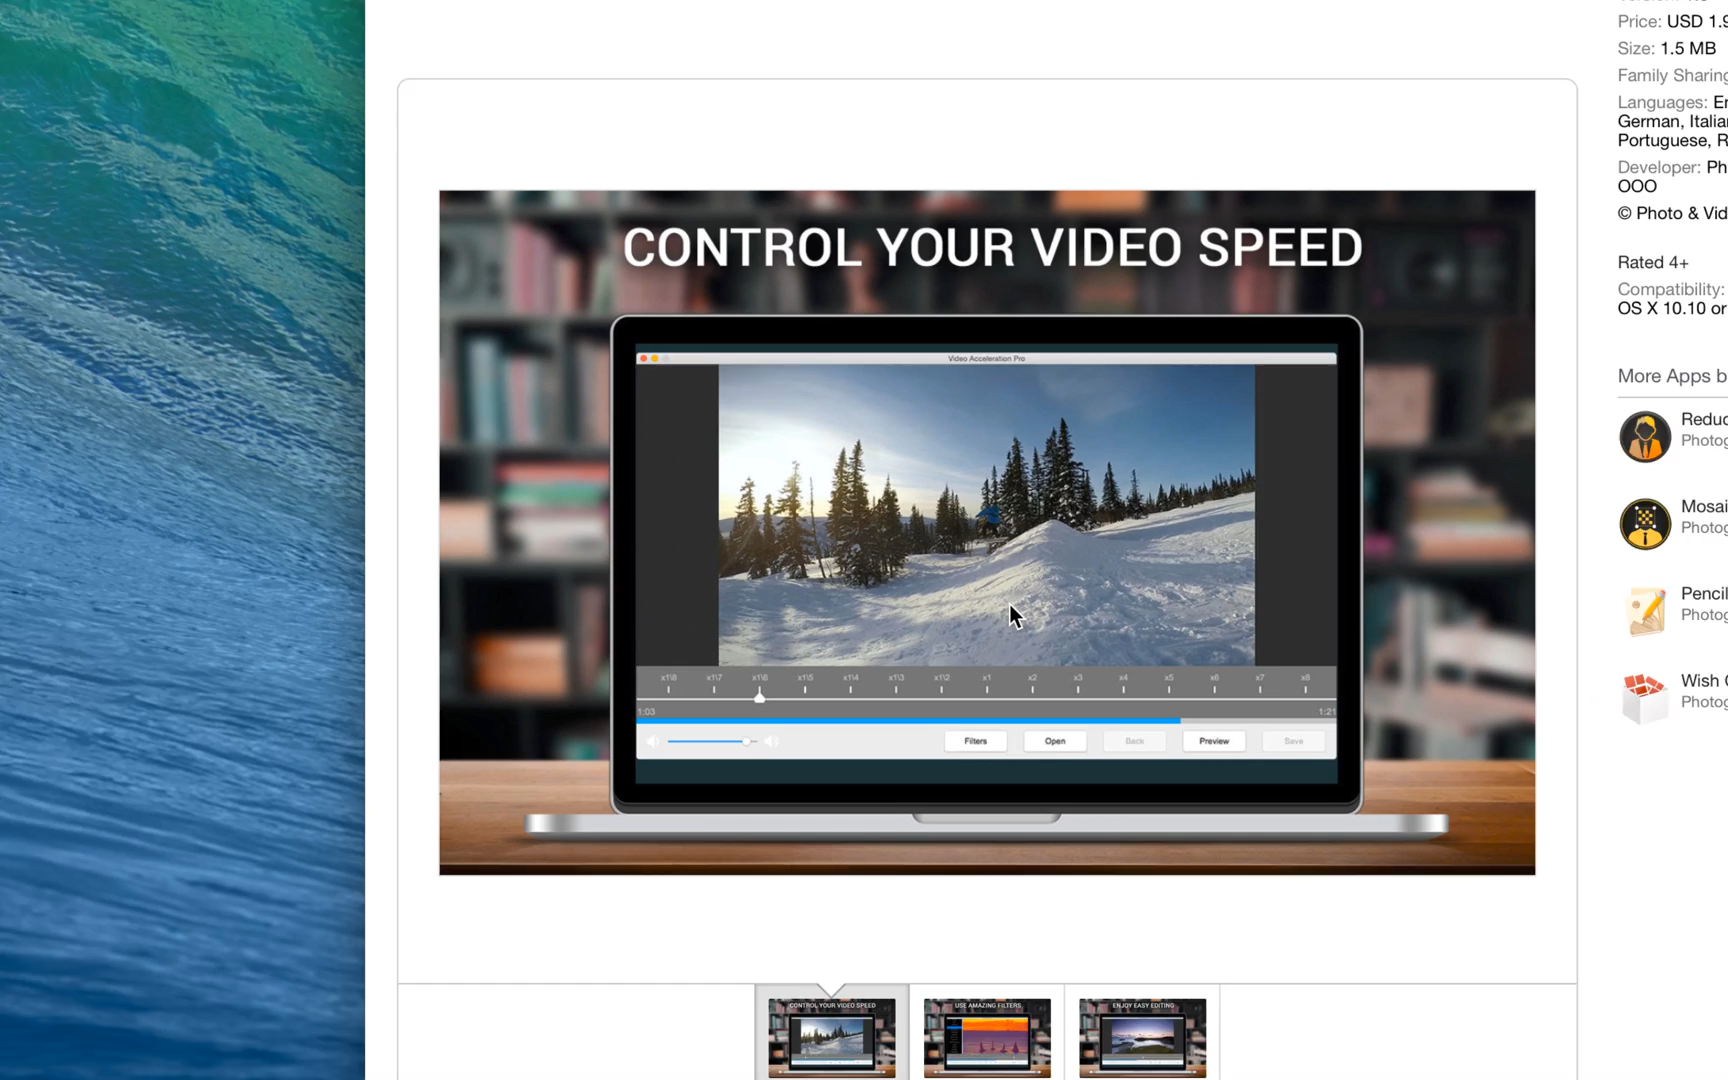 Price: USD 1.9
Size: 1.5 MB
Family Sharing
Languages: En
German, Italian
Portuguese, R
Developer: Ph
OOO
© Photo & Vid
Rated 4+
Compatibility:
OS X 10.10 or
More Apps b
Reduc
Photog
Mosai
Photog
Pencil
Photog
Wish C
Photog
CONTROL YOUR VIDEO SPEED
Video Acceleration Pro
x1\8 x1\7 x1\6 x1\5 x1\4 x1\3 x1\2 x1 x2 x3 x4 x5 x6 x7 x8
1:03 1:21
Filters Open Back Preview Save
CONTROL YOUR VIDEO SPEED
USE AMAZING FILTERS
ENJOY EASY EDITING